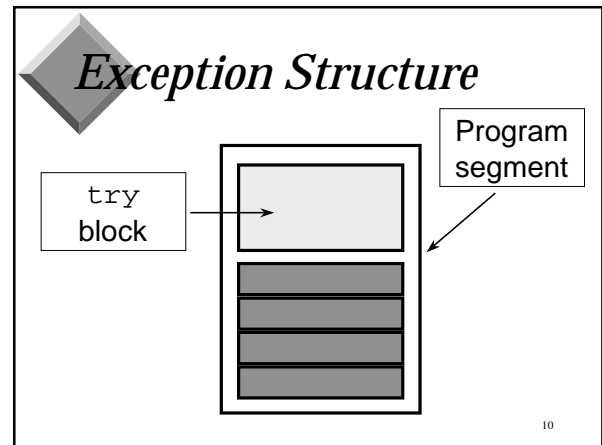 Exception Structure
Program
segment
try
block
10